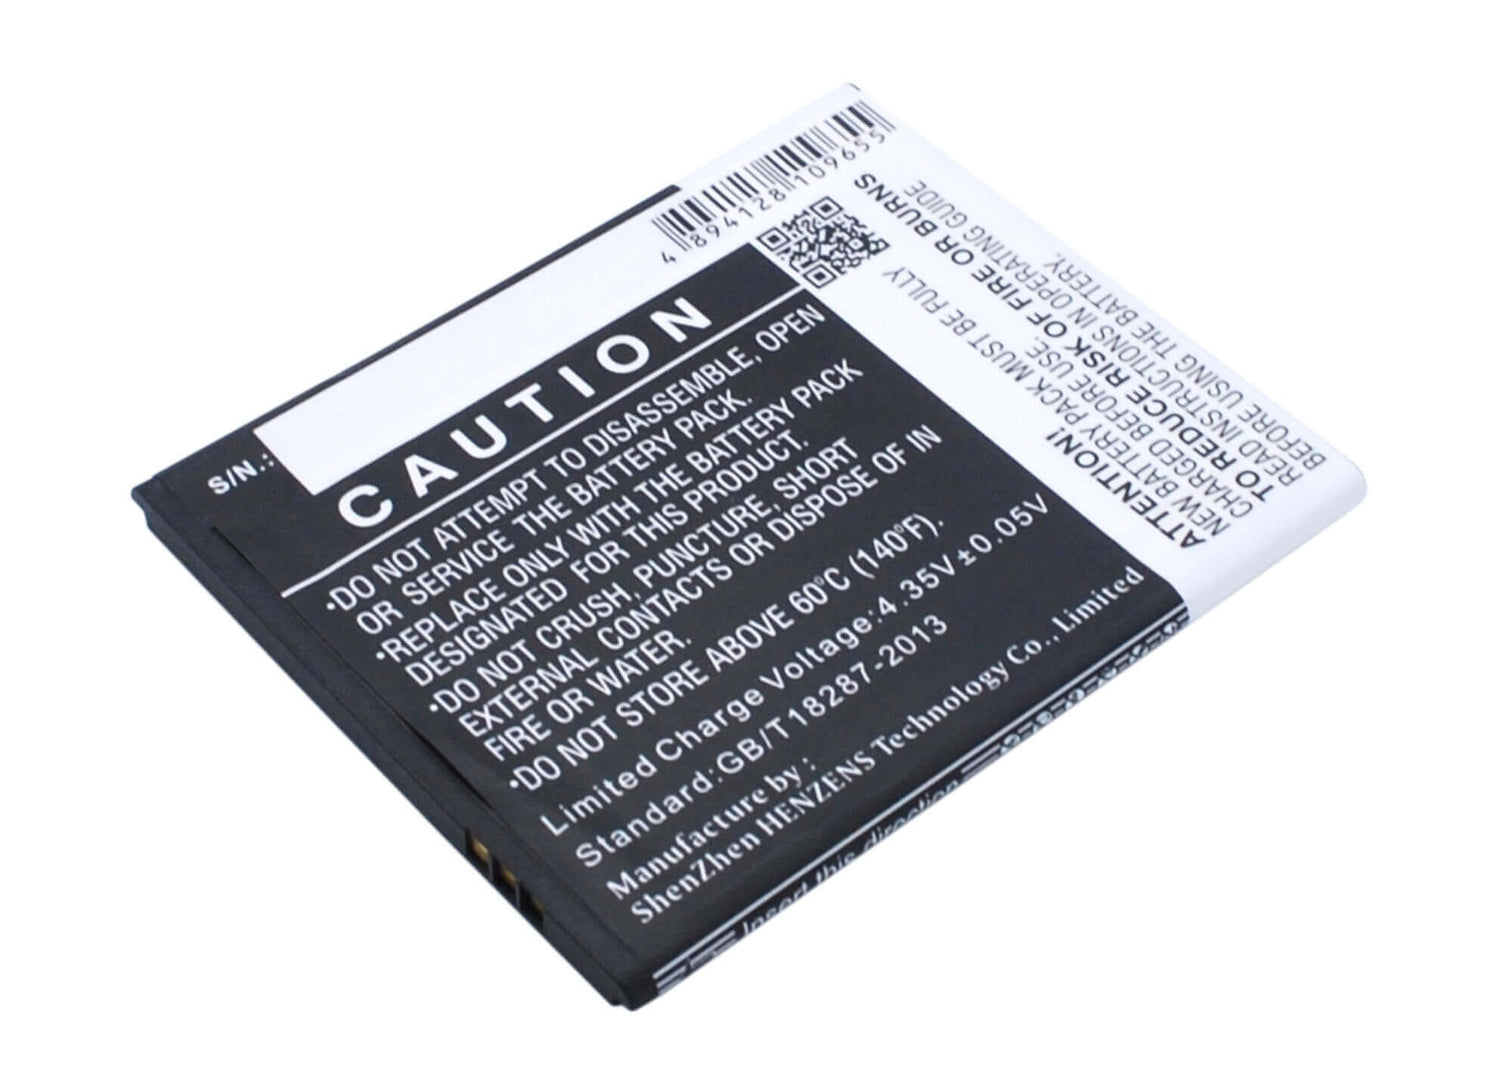 S/N.:
4 894128 109655
CAUTION
·DO NOT ATTEMPT TO DISASSEMBLE, OPEN
OR SERVICE THE BATTERY PACK.
·REPLACE ONLY WITH THE BATTERY PACK
DESIGNATED FOR THIS PRODUCT.
·DO NOT CRUSH, PUNCTURE, SHORT
EXTERNAL CONTACTS OR DISPOSE OF IN
FIRE OR WATER.
·DO NOT STORE ABOVE 60°C (140°F).
Limited Charge Voltage:4.35V±0.05V
Standard:GB/T18287-2013
Manufacture by:
ShenZhen HENZENS Technology Co., Limited
Insert this direction
ATTENTION!
NEW BATTERY PACK MUST BE FULLY
CHARGED BEFORE USE.
TO REDUCE RISK OF FIRE OR BURNS
READ INSTRUCTIONS IN OPERATING GUIDE
BEFORE USING THE BATTERY.